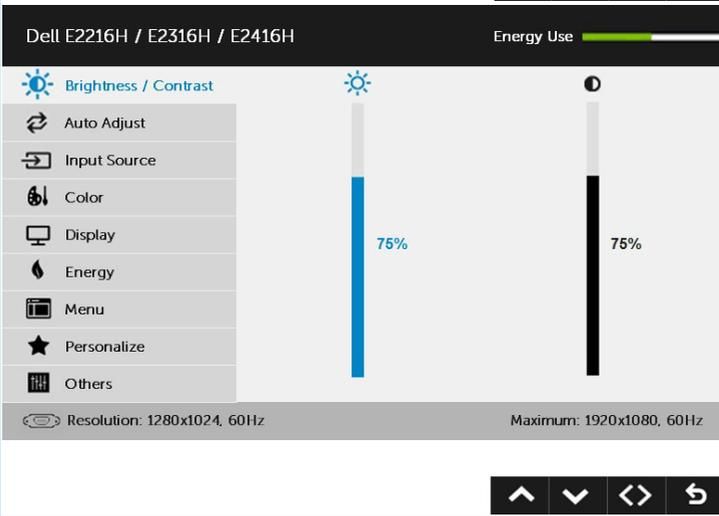 Dell E2216H / E2316H / E2416H
Energy Use
Brightness / Contrast
Auto Adjust
Input Source
Color
Display
Energy
Menu
Personalize
Others
75%
75%
Resolution: 1280x1024, 60Hz
Maximum: 1920x1080, 60Hz